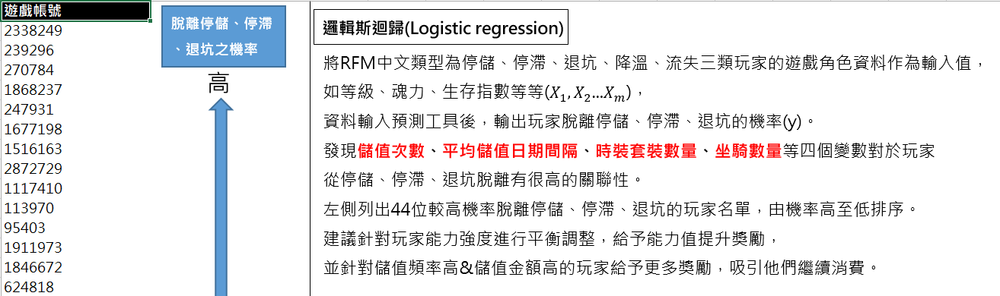 遊戲帳號
2338249
239296
270784
1868237
247931
1677198
1516163
2872729
1117410
113970
95403
1911973
1846672
624818
脫離停儲、停滯
、退坑之機率
高
邏輯斯迴歸(Logistic regression)
將RFM中文類型為停儲、停滯、退坑、降溫、流失三類玩家的遊戲角色資料作為輸入值，
如等級、魂力、生存指數等等(X₁, X₂...Xₘ)，
資料輸入預測工具後，輸出玩家脫離停儲、停滯、退坑的機率(y)。
發現儲值次數、平均儲值日期間隔、時裝套裝數量、坐騎數量等四個變數對於玩家
從停儲、停滯、退坑脫離有很高的關聯性。
左側列出44位較高機率脫離停儲、停滯、退坑的玩家名單，由機率高至低排序。
建議針對玩家能力強度進行平衡調整，給予能力值提升獎勵，
並針對儲值頻率高&儲值金額高的玩家給予更多獎勵，吸引他們繼續消費。